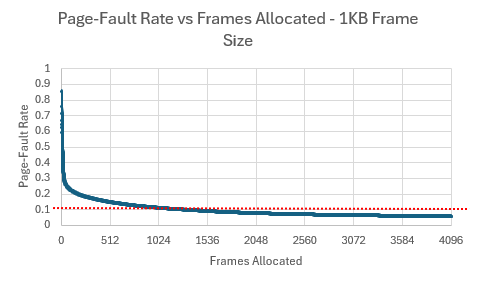 Page-Fault Rate vs Frames Allocated - 1KB Frame
Size
Page-Fault Rate
1
0.9
0.8
0.7
0.6
0.5
0.4
0.3
0.2
0.1
0
0 512 1024 1536 2048 2560 3072 3584 4096
Frames Allocated